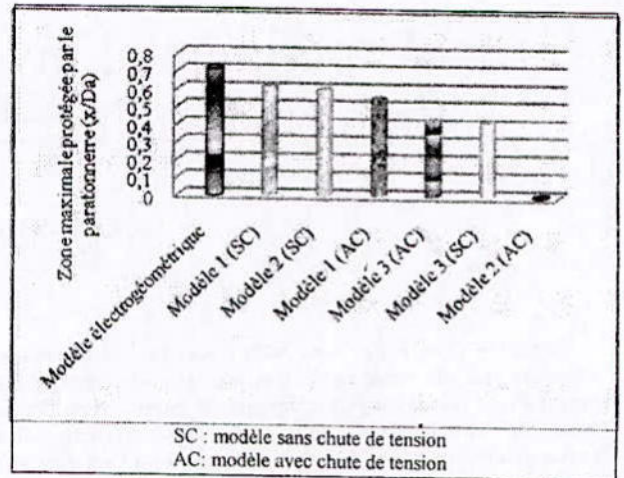 Zone maximale protégée par le
paratonnerre (x/Da)
0,8
0,7
0,6
0,5
0,4
0,3
0,2
0,1
0
Modèle électrogéométrique
Modèle 1 (SC)
Modèle 2 (SC)
Modèle 1 (AC)
Modèle 3 (AC)
Modèle 3 (SC)
Modèle 2 (AC)
SC : modèle sans chute de tension
AC: modèle avec chute de tension